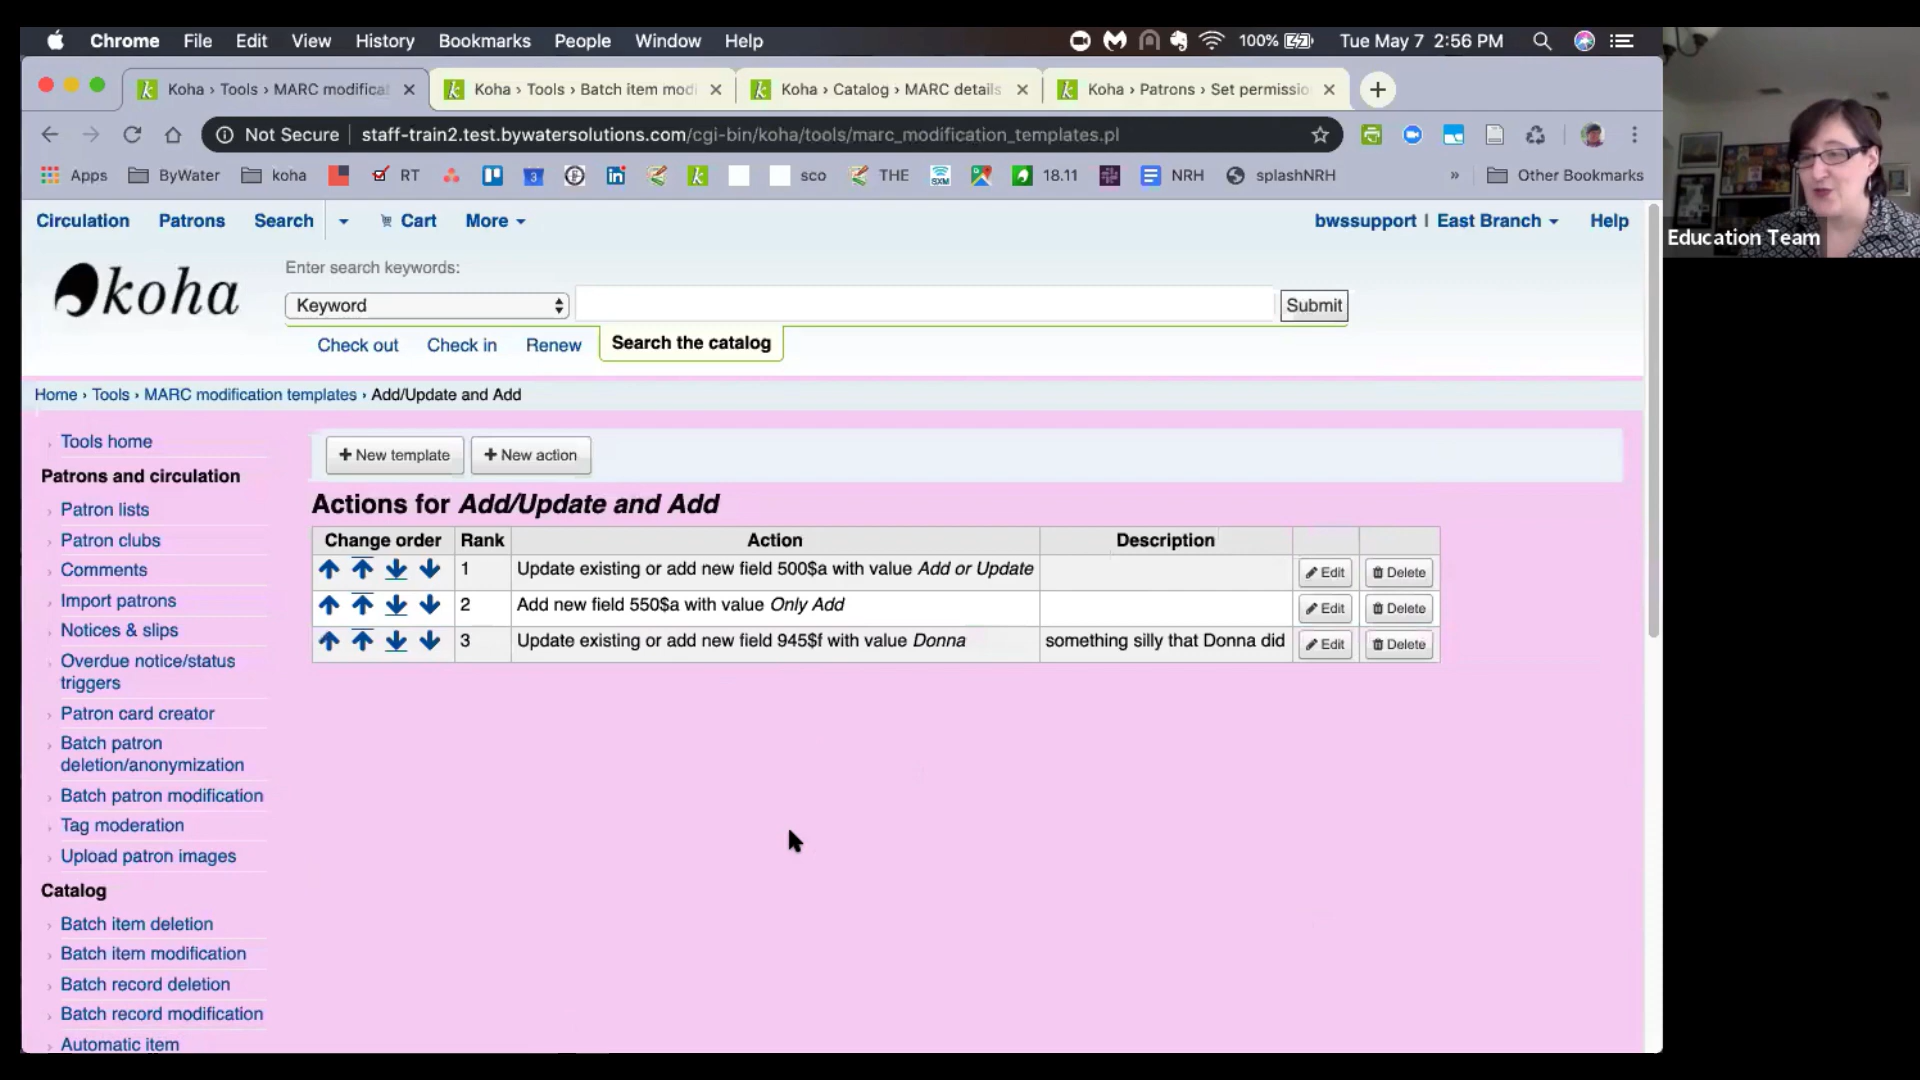 Chrome File Edit View History Bookmarks People Window Help 100% Tue May 7 2:56 PM
Koha › Tools › MARC modificat Koha › Tools › Batch item modi Koha › Catalog › MARC details Koha › Patrons › Set permissio
Not Secure staff-train2.test.bywatersolutions.com/cgi-bin/koha/tools/marc_modification_templates.pl
Apps ByWater koha RT 3 SXM sco THE 18.11 NRH splashNRH » Other Bookmarks
Circulation Patrons Search Cart More bwssupport | East Branch Help
Education Team
koha
Enter search keywords:
Keyword Submit
Check out Check in Renew Search the catalog
Home › Tools › MARC modification templates › Add/Update and Add
Tools home
Patrons and circulation
Patron lists
Patron clubs
Comments
Import patrons
Notices & slips
Overdue notice/status
triggers
Patron card creator
Batch patron
deletion/anonymization
Batch patron modification
Tag moderation
Upload patron images
Catalog
Batch item deletion
Batch item modification
Batch record deletion
Batch record modification
Automatic item
+ New template + New action
Actions for Add/Update and Add
Change order Rank Action Description
1 Update existing or add new field 500$a with value Add or Update Edit Delete
2 Add new field 550$a with value Only Add Edit Delete
3 Update existing or add new field 945$f with value Donna something silly that Donna did Edit Delete